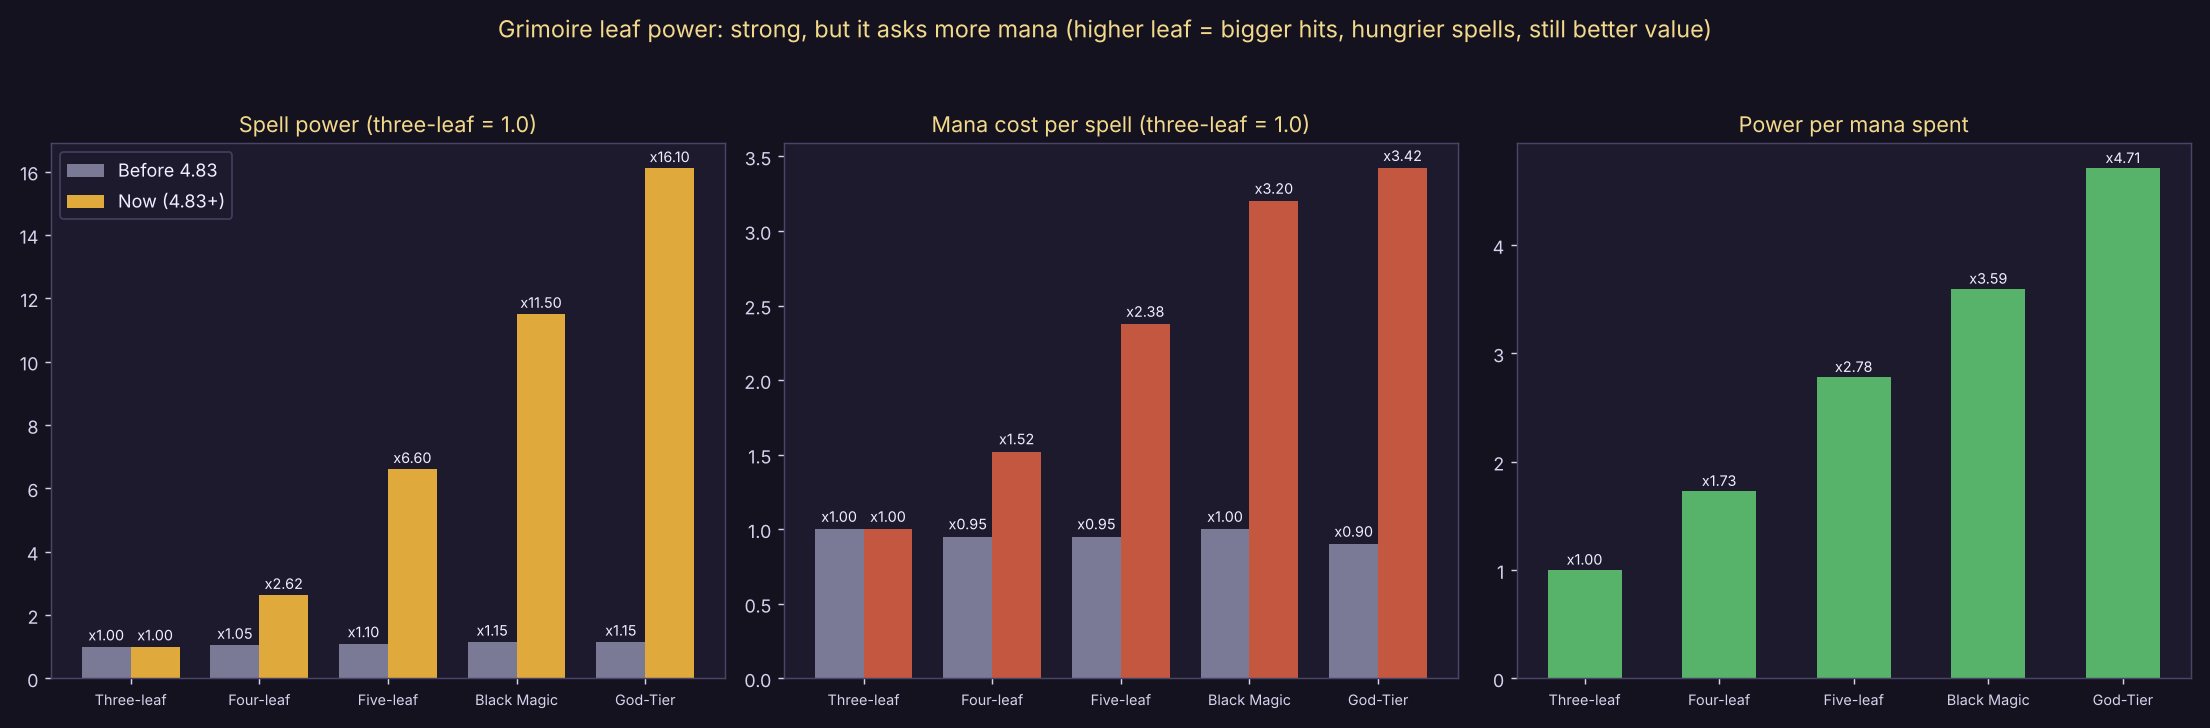 Grimoire leaf power: strong, but it asks more mana (higher leaf = bigger hits, hungrier spells, still better value)
Spell power (three-leaf = 1.0)
Before 4.83
Now (4.83+)
16
14
12
10
8
6
4
2
0
x1.00
x1.00
x1.05
x2.62
x1.10
x6.60
x1.15
x11.50
x1.15
x16.10
Three-leaf
Four-leaf
Five-leaf
Black Magic
God-Tier
Mana cost per spell (three-leaf = 1.0)
3.5
3.0
2.5
2.0
1.5
1.0
0.5
0.0
x1.00
x1.00
x0.95
x1.52
x0.95
x2.38
x1.00
x3.20
x0.90
x3.42
Three-leaf
Four-leaf
Five-leaf
Black Magic
God-Tier
Power per mana spent
4
3
2
1
0
x1.00
x1.73
x2.78
x3.59
x4.71
Three-leaf
Four-leaf
Five-leaf
Black Magic
God-Tier